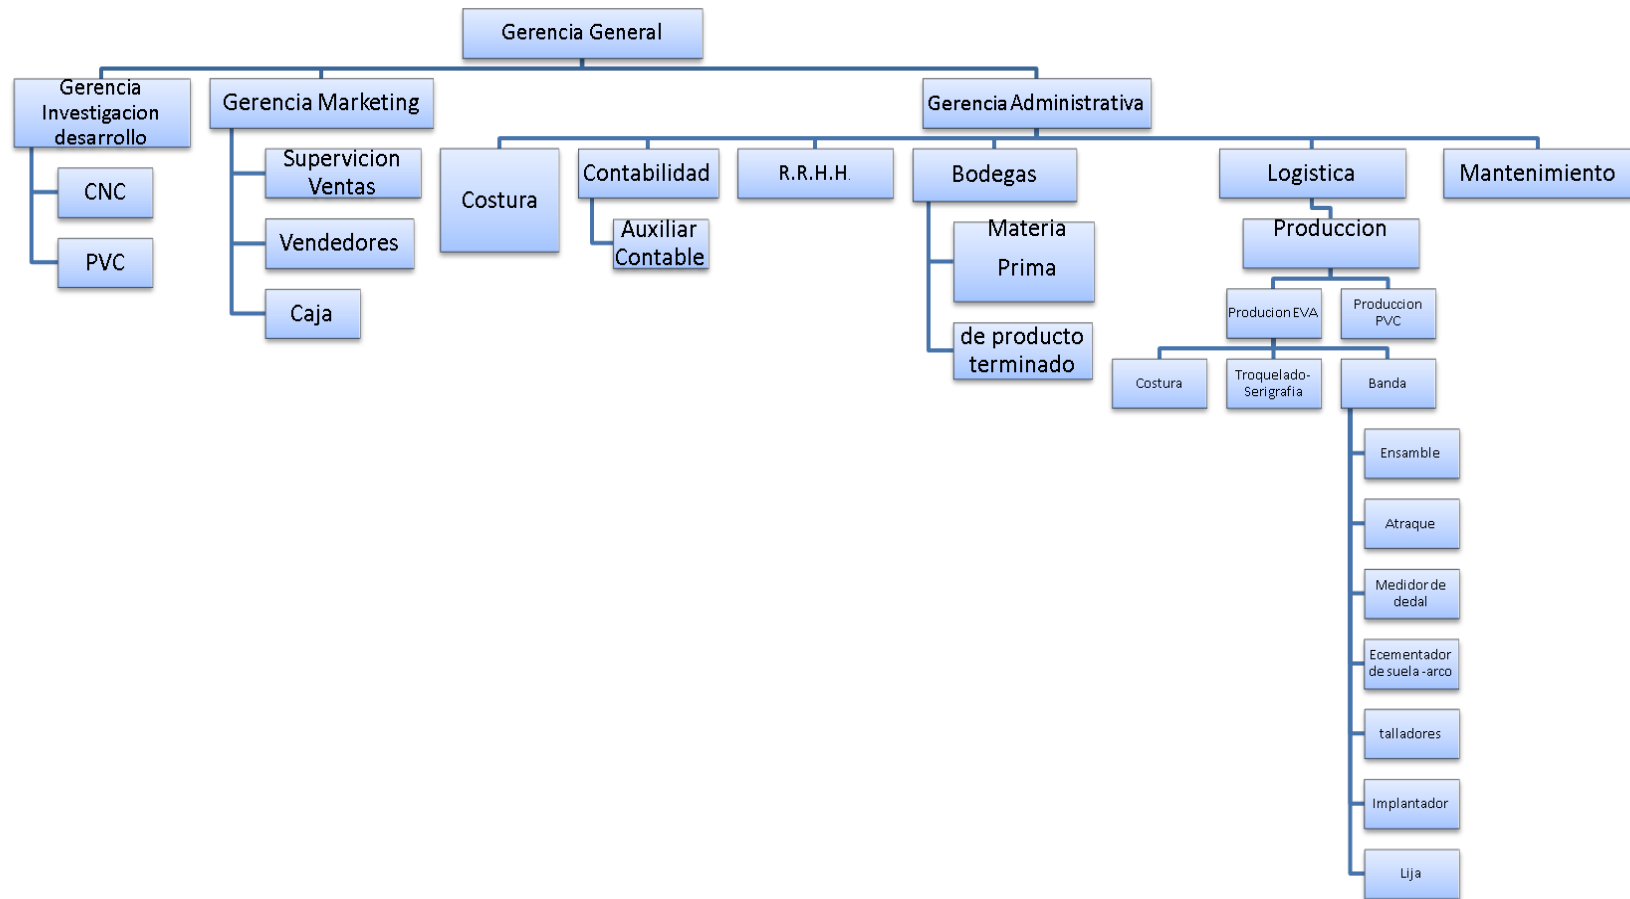 Gerencia General
Gerencia
Investigacion
desarrollo
Gerencia Marketing
Gerencia Administrativa
CNC
PVC
Supervicion
Ventas
Vendedores
Caja
Costura
Contabilidad
Auxiliar
Contable
R.R.H.H.
Bodegas
Materia
Prima
de producto
terminado
Logistica
Mantenimiento
Produccion
Producion EVA
Produccion
PVC
Costura
Troquelado-
Serigrafia
Banda
Ensamble
Atraque
Medidor de
dedal
Ecementador
de suela -arco
talladores
Implantador
Lija